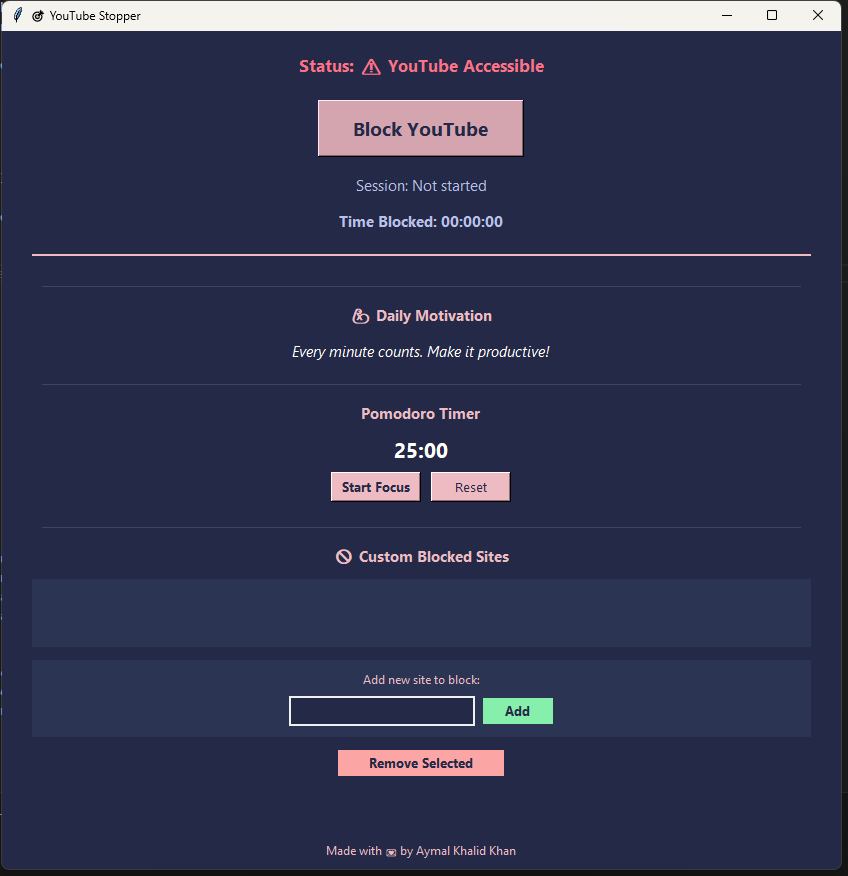 YouTube Stopper
Status: ⚠ YouTube Accessible
Block YouTube
Session: Not started
Time Blocked: 00:00:00
Daily Motivation
Every minute counts. Make it productive!
Pomodoro Timer
25:00
Start Focus
Reset
Custom Blocked Sites
Add new site to block:
Add
Remove Selected
Made with 💌 by Aymal Khalid Khan